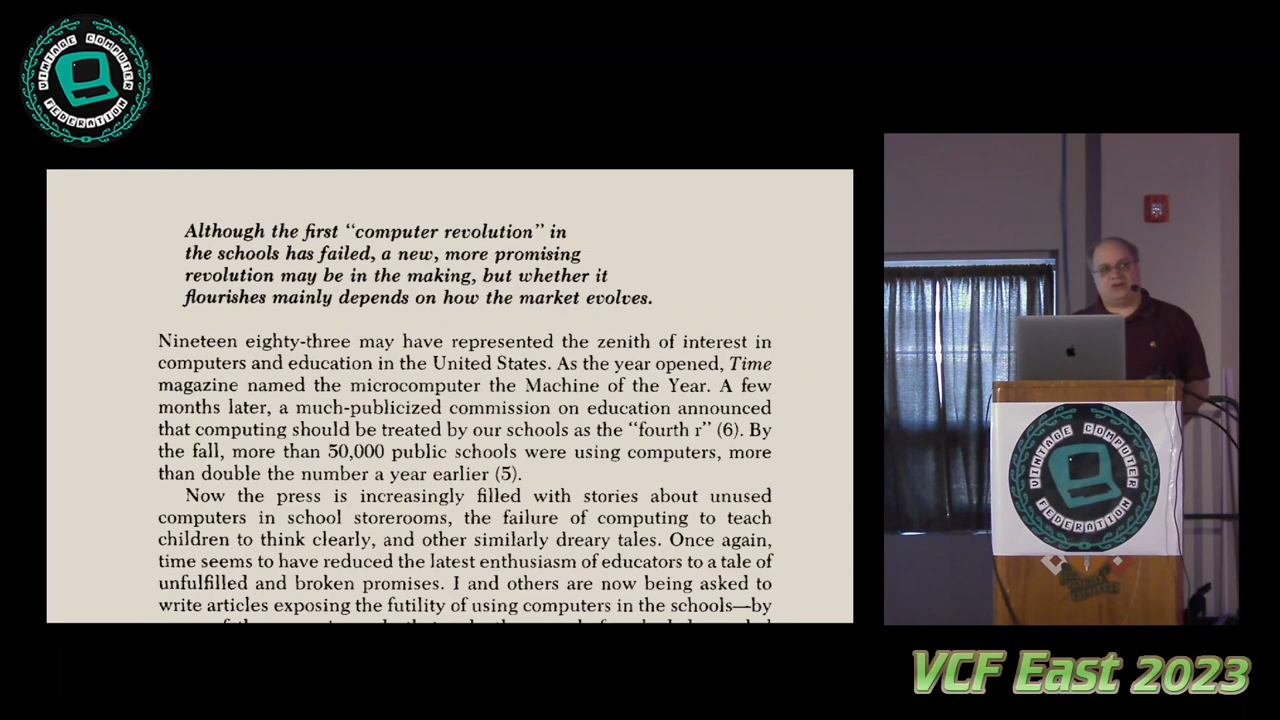 VINTAGE COMPUTER
FEDERATION
Although the first “computer revolution” in
the schools has failed, a new, more promising
revolution may be in the making, but whether it
flourishes mainly depends on how the market evolves.
Nineteen eighty-three may have represented the zenith of interest in
computers and education in the United States. As the year opened, Time
magazine named the microcomputer the Machine of the Year. A few
months later, a much-publicized commission on education announced
that computing should be treated by our schools as the “fourth r” (6). By
the fall, more than 50,000 public schools were using computers, more
than double the number a year earlier (5).
Now the press is increasingly filled with stories about unused
computers in school storerooms, the failure of computing to teach
children to think clearly, and other similarly dreary tales. Once again,
time seems to have reduced the latest enthusiasm of educators to a tale of
unfulfilled and broken promises. I and others are now being asked to
write articles exposing the futility of using computers in the schools—by
VINTAGE COMPUTER
FEDERATION
VCF East 2023